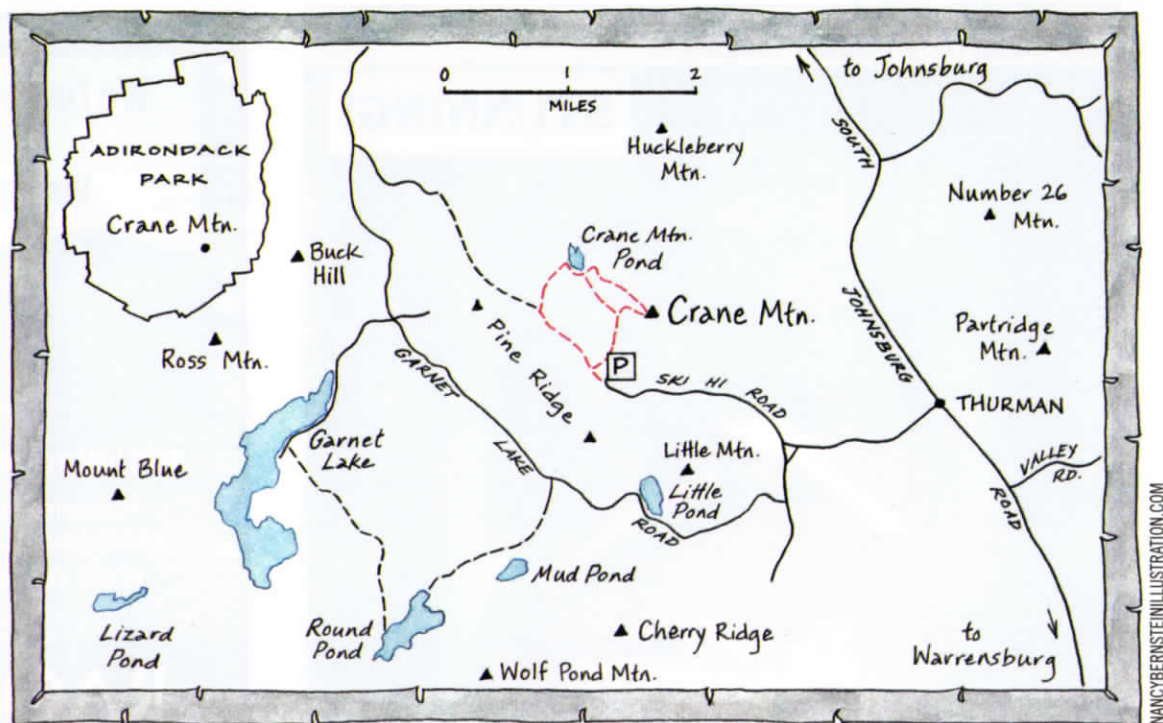 0 1 2
MILES
to Johnsburg
ADIRONDACK
PARK
Crane Mtn.
Huckleberry
Mtn.
SOUTH
JOHNSBURG
ROAD
Number 26
Mtn.
Buck
Hill
Crane Mtn.
Pond
Crane Mtn.
Partridge
Mtn.
Ross Mtn.
Pine Ridge
P
SKI HI
ROAD
THURMAN
GARNET
LAKE
ROAD
Garnet
Lake
Mount Blue
Little Mtn.
Little
Pond
VALLEY
RD.
Mud Pond
Lizard
Pond
Round
Pond
Cherry Ridge
Wolf Pond Mtn.
to
Warrensburg
NANCYBERNSTEINILLUSTRATION.COM